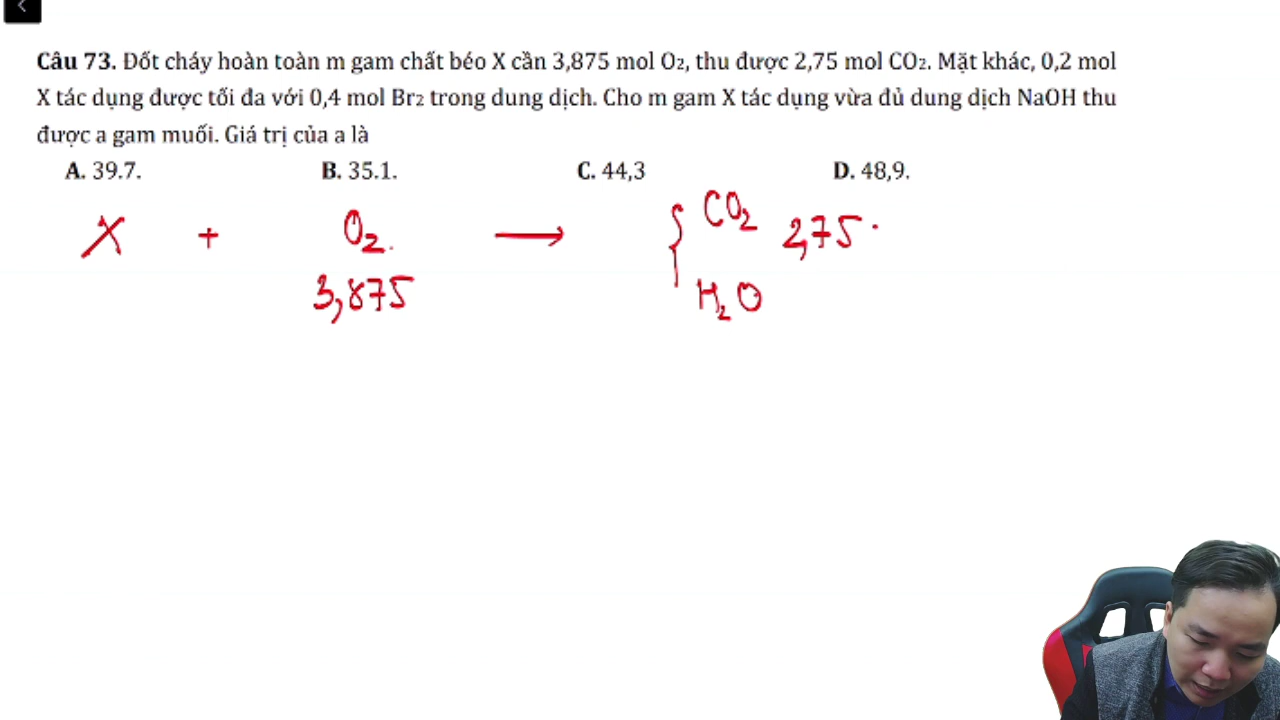 Câu 73. Đốt cháy hoàn toàn m gam chất béo X cần 3,875 mol O₂, thu được 2,75 mol CO₂. Mặt khác, 0,2 mol
X tác dụng được tối đa với 0,4 mol Br₂ trong dung dịch. Cho m gam X tác dụng vừa đủ dung dịch NaOH thu
được a gam muối. Giá trị của a là
A. 39.7. B. 35.1. C. 44,3 D. 48,9.
X + O₂ → { CO₂ 2,75
3,875 H₂O